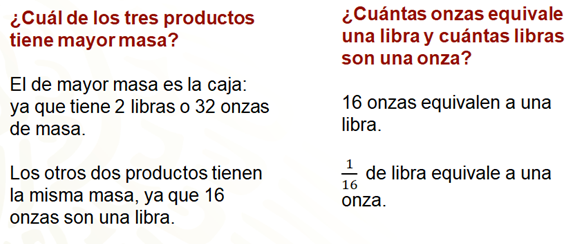 ¿Cuál de los tres productos
tiene mayor masa?
El de mayor masa es la caja:
ya que tiene 2 libras o 32 onzas
de masa.
Los otros dos productos tienen
la misma masa, ya que 16
onzas son una libra.
¿Cuántas onzas equivale
una libra y cuántas libras
son una onza?
16 onzas equivalen a una
libra.
1/16 de libra equivale a una
onza.